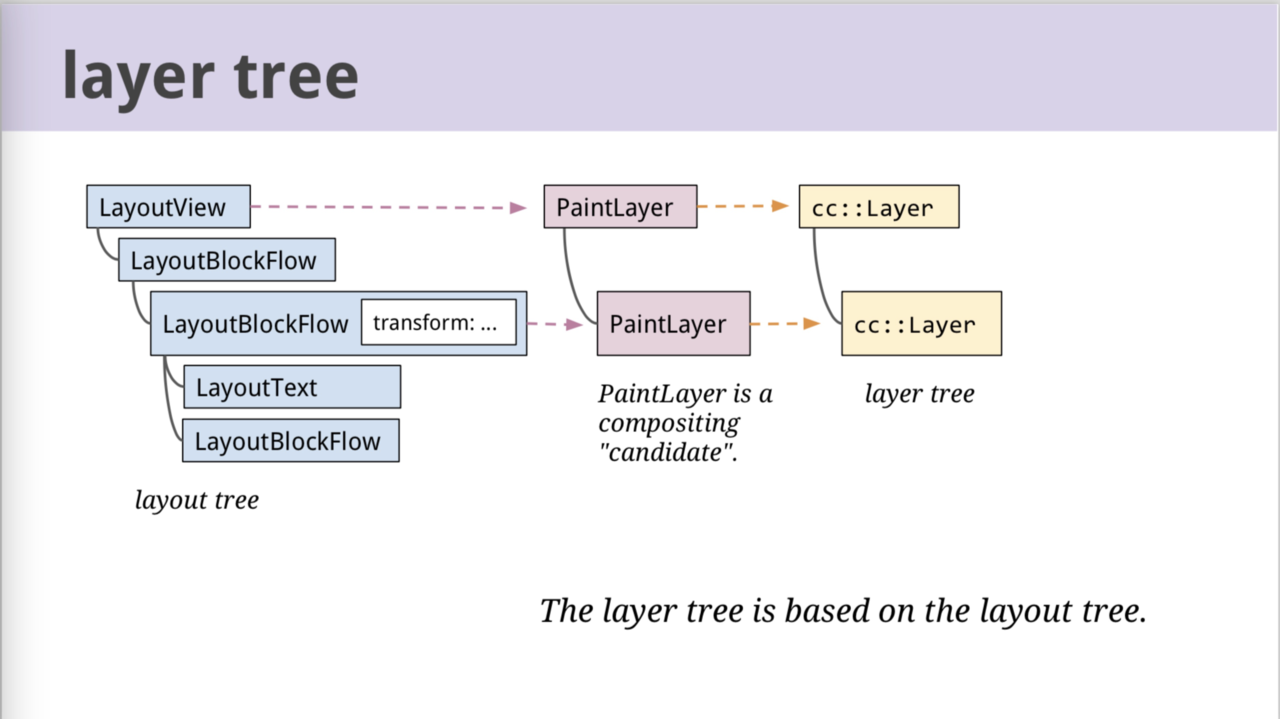 layer tree
LayoutView
PaintLayer
cc::Layer
LayoutBlockFlow
LayoutBlockFlow
transform: ...
PaintLayer
cc::Layer
LayoutText
LayoutBlockFlow
PaintLayer is a
compositing
"candidate".
layer tree
layout tree
The layer tree is based on the layout tree.